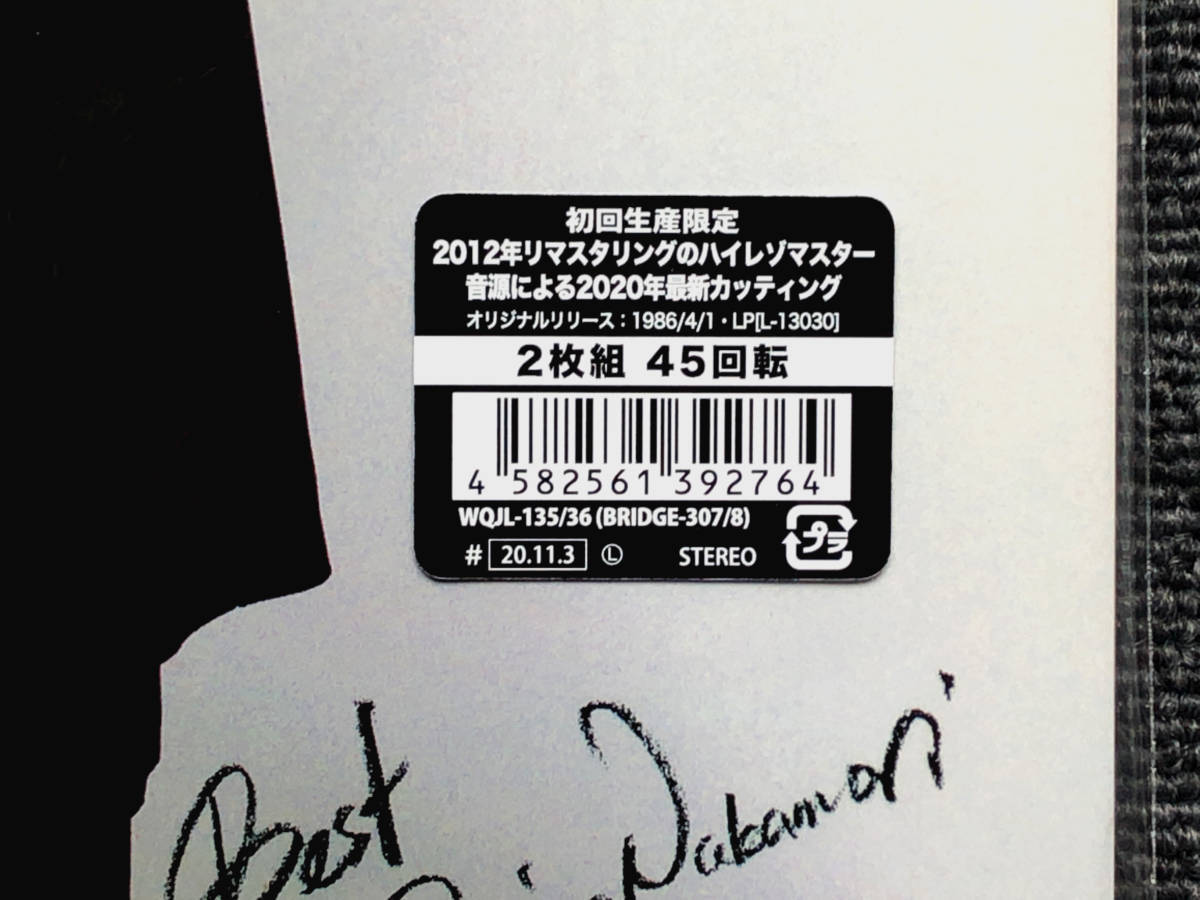 初回生産限定
2012年リマスタリングのハイレゾマスター
音源による2020年最新カッティング
オリジナルリリース：1986/4/1・LP[L-13030]
2枚組 45回転
4 582561 392764
WQJL-135/36 (BRIDGE-307/8)
# 20.11.3 Ⓛ STEREO
プラ
Best
Nakamori